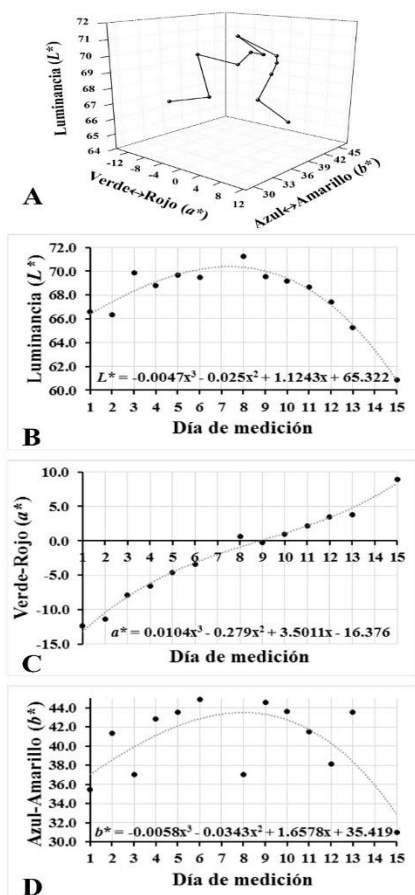 72
71
70
69
68
67
66
65
64
Luminancia (L*)
-12
-8
-4
0
4
8
12
Verde↔Rojo (a*)
30
33
36
39
42
45
Azul↔Amarillo (b*)
A
72.0
70.0
68.0
66.0
64.0
62.0
60.0
Luminancia (L*)
L* = -0.0047x³ - 0.025x² + 1.1243x + 65.322
1 2 3 4 5 6 7 8 9 10 11 12 13 14 15
Día de medición
B
10.0
5.0
0.0
-5.0
-10.0
-15.0
Verde-Rojo (a*)
1 2 3 4 5 6 7 8 9 10 11 12 13 14 15
a* = 0.0104x³ - 0.279x² + 3.5011x - 16.376
Día de medición
C
44.0
42.0
40.0
38.0
36.0
34.0
32.0
30.0
Azul-Amarillo (b*)
b* = -0.0058x³ - 0.0343x² + 1.6578x + 35.419
1 2 3 4 5 6 7 8 9 10 11 12 13 14 15
Día de medición
D